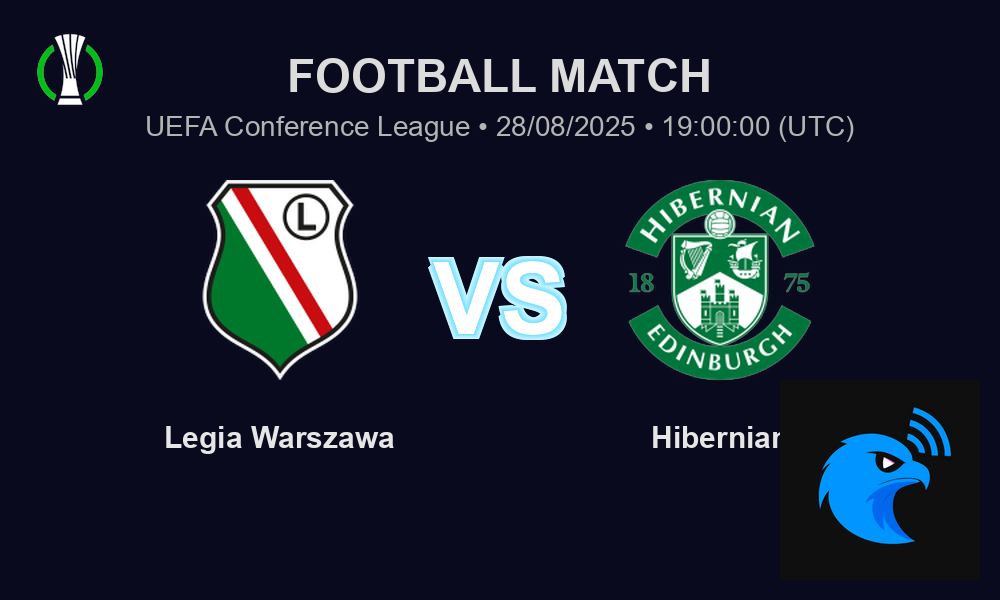 FOOTBALL MATCH
UEFA Conference League • 28/08/2025 • 19:00:00 (UTC)
L
HIBERNIAN
18 75
EDINBURGH
VS
Legia Warszawa
Hibernian